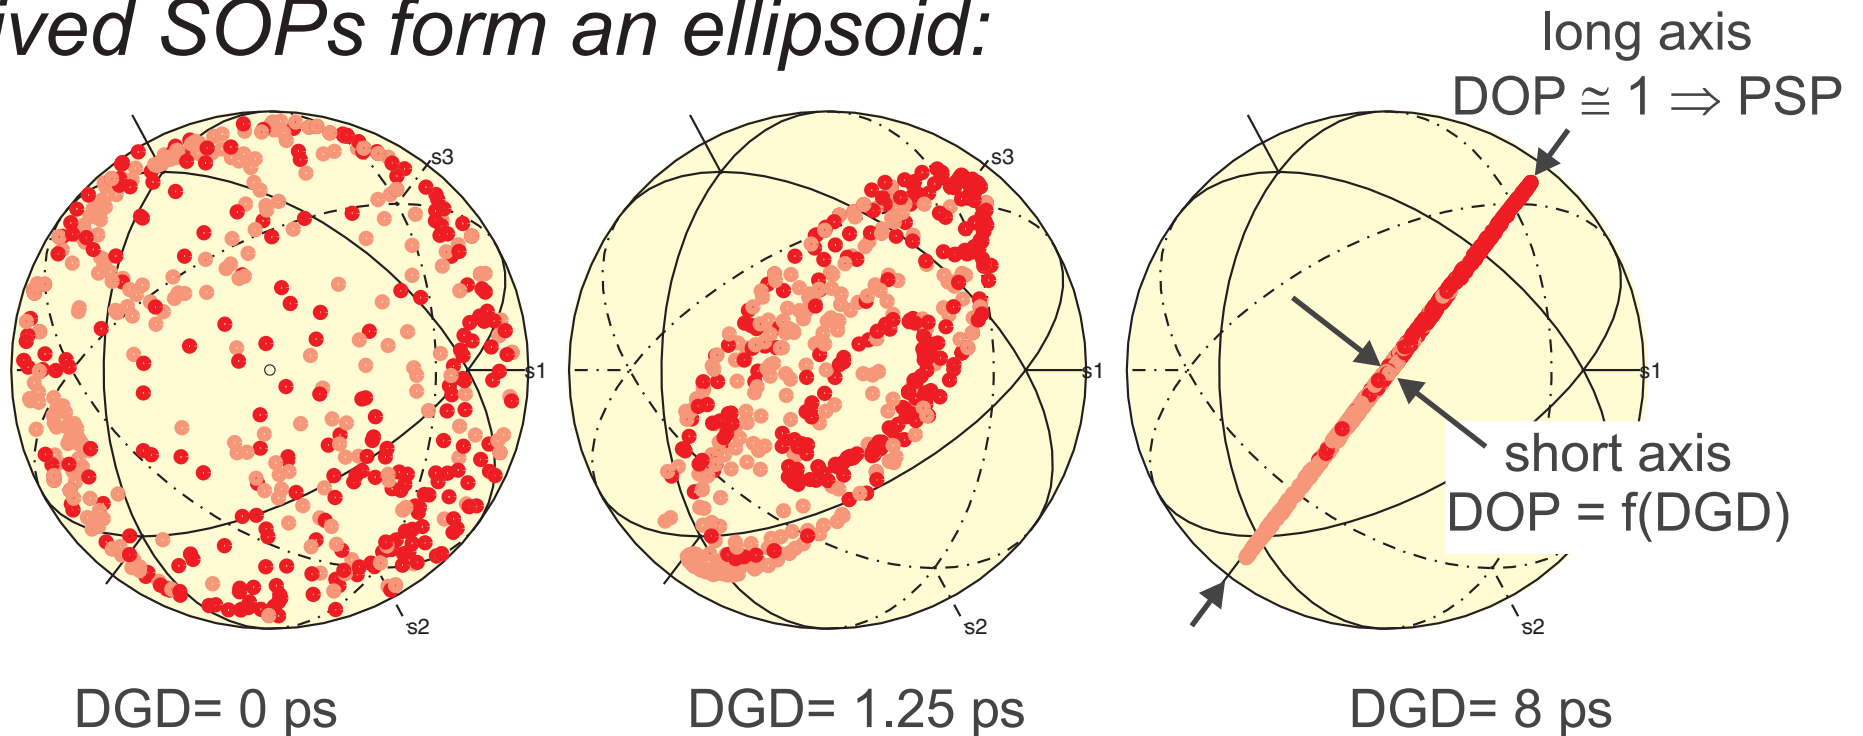 ived SOPs form an ellipsoid:
long axis
DOP ≅ 1 ⇒ PSP
s3
s3
s1
s1
s1
short axis
DOP = f(DGD)
s2
s2
s2
DGD= 0 ps
DGD= 1.25 ps
DGD= 8 ps